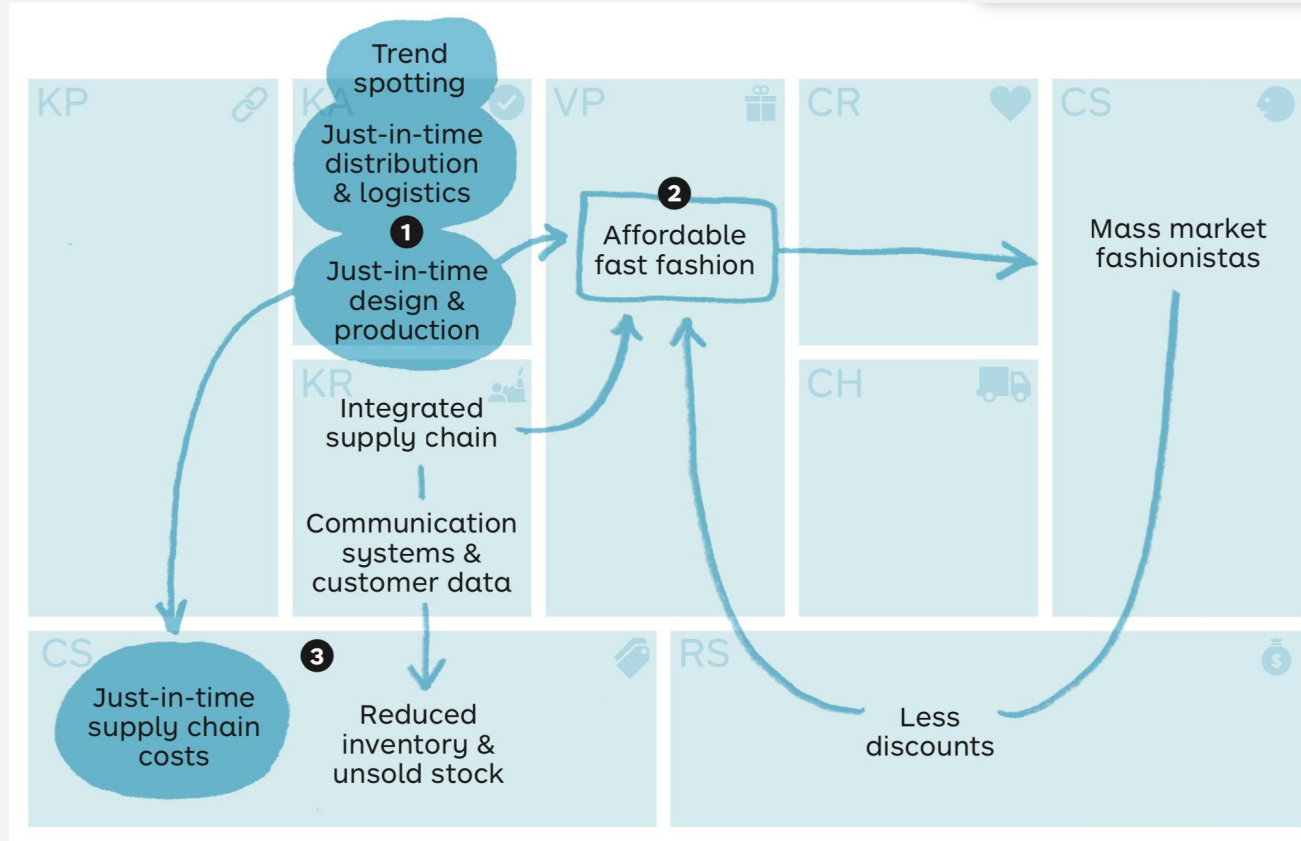 Trend
spotting
KP
KA
Just-in-time
distribution
& logistics
1
Just-in-time
design &
production
VP
2
Affordable
fast fashion
CR
CS
Mass market
fashionistas
KR
Integrated
supply chain
Communication
systems &
customer data
CH
CS
Just-in-time
supply chain
costs
3
Reduced
inventory &
unsold stock
RS
$
Less
discounts